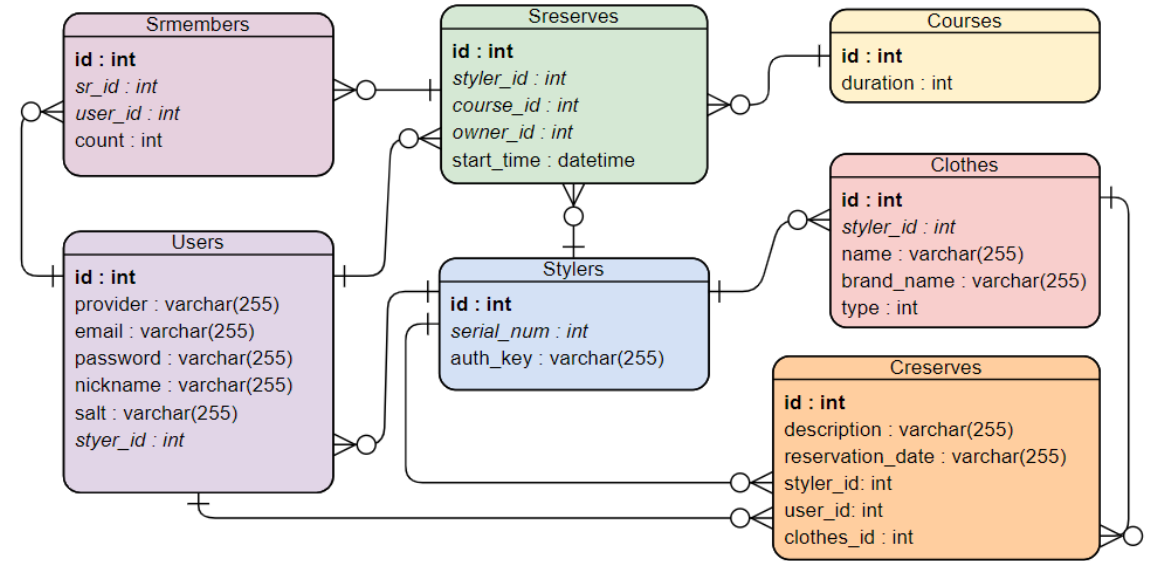 Srmembers
id : int
sr_id : int
user_id : int
count : int
Sreserves
id : int
styler_id : int
course_id : int
owner_id : int
start_time : datetime
Courses
id : int
duration : int
Clothes
id : int
styler_id : int
name : varchar(255)
brand_name : varchar(255)
type : int
Users
id : int
provider : varchar(255)
email : varchar(255)
password : varchar(255)
nickname : varchar(255)
salt : varchar(255)
styer_id : int
Stylers
id : int
serial_num : int
auth_key : varchar(255)
Creserves
id : int
description : varchar(255)
reservation_date : varchar(255)
styler_id: int
user_id: int
clothes_id : int